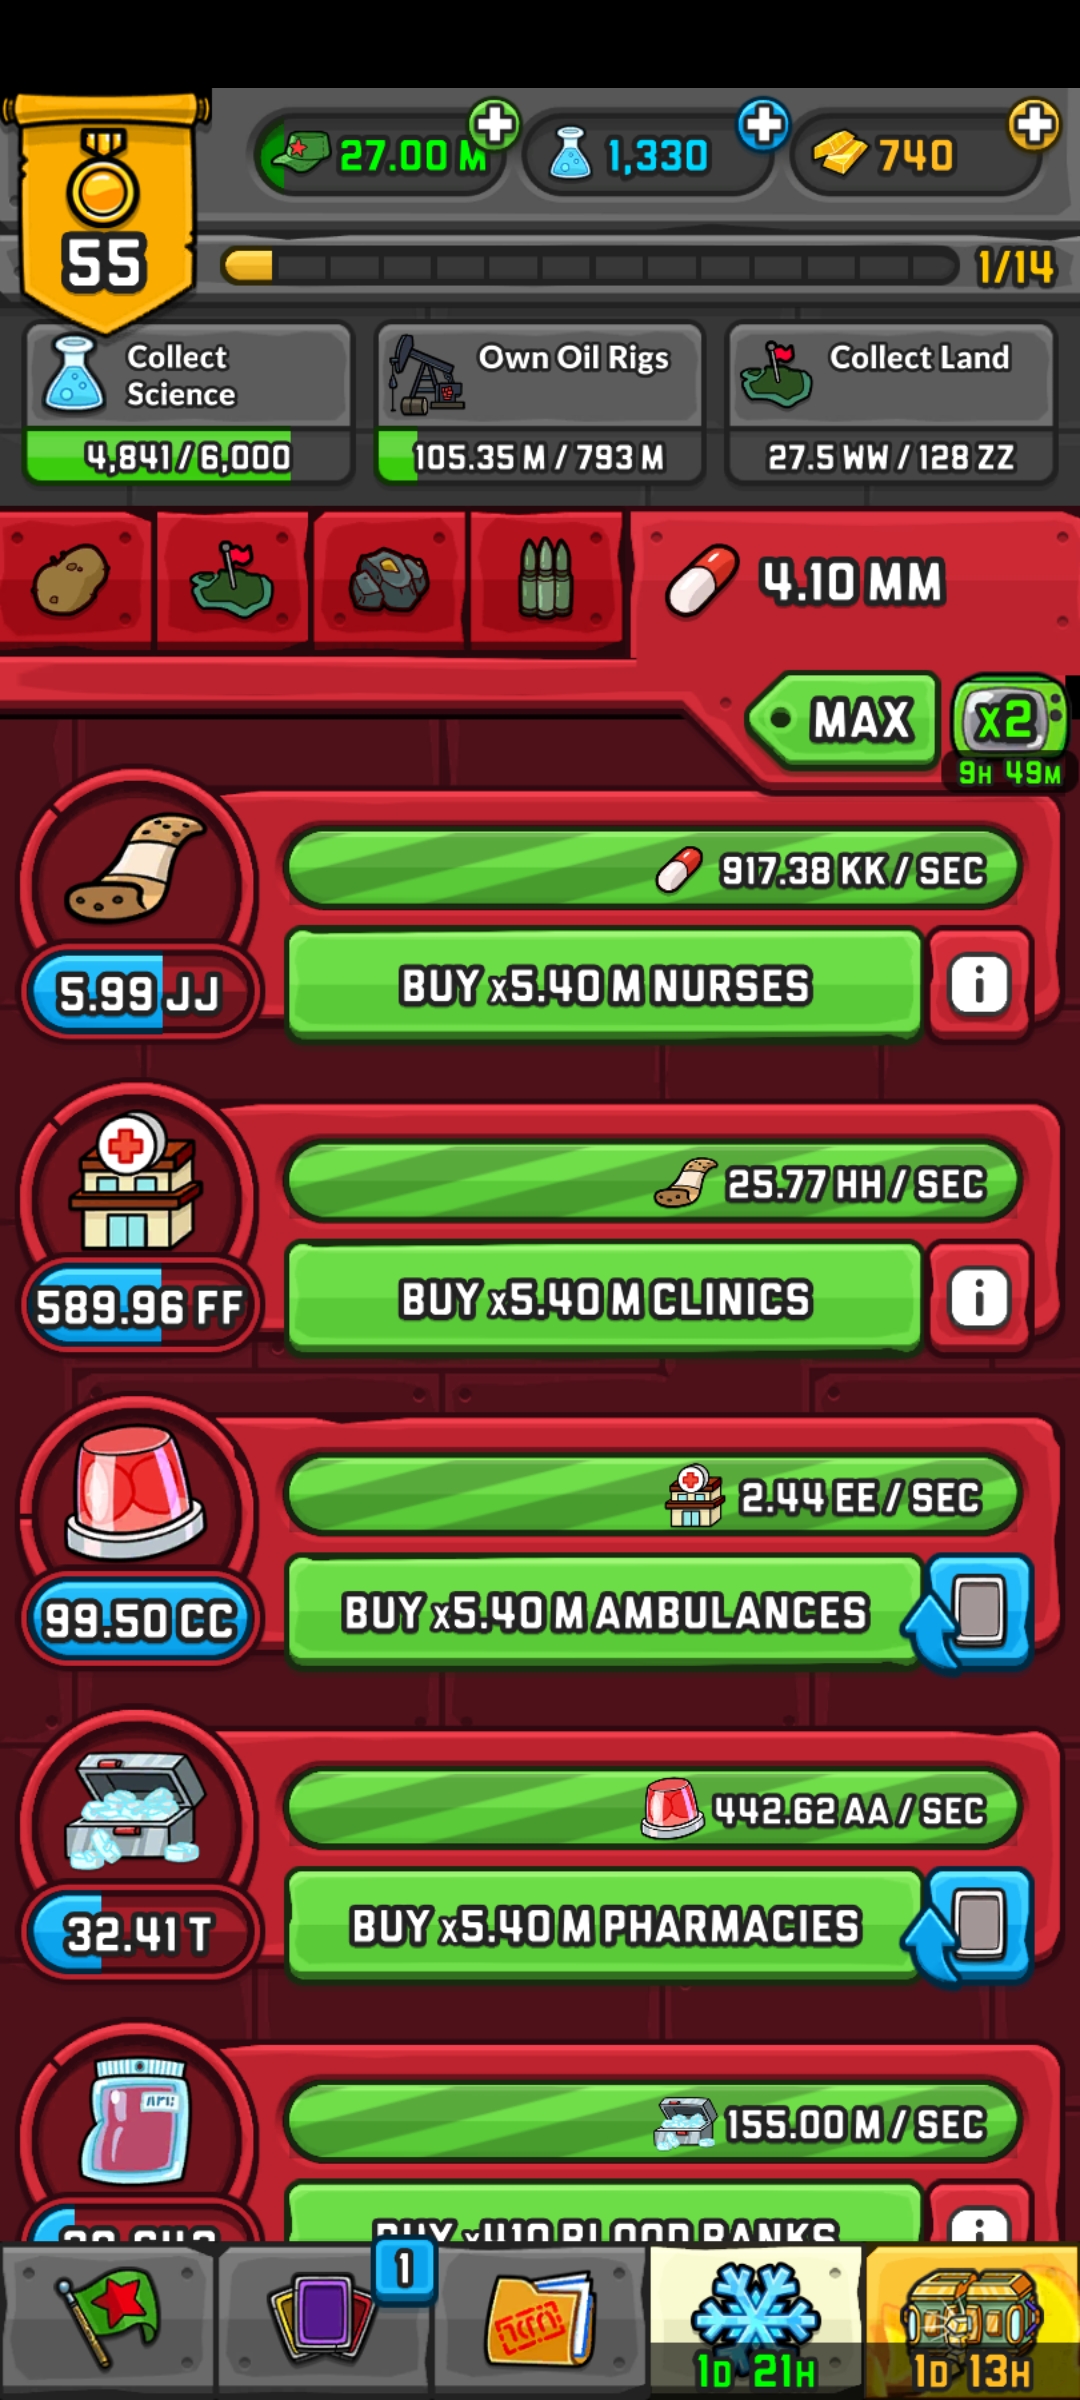 27.00 M
1,330
740
55
1/14
Collect
Science
4,841 / 6,000
Own Oil Rigs
105.35 M / 793 M
Collect Land
27.5 WW / 128 ZZ
4.10 MM
MAX
x2
9H 49M
917.38 KK / SEC
5.99 JJ
BUY x5.40 M NURSES
i
25.77 HH / SEC
589.96 FF
BUY x5.40 M CLINICS
i
2.44 EE / SEC
99.50 CC
BUY x5.40 M AMBULANCES
442.62 AA / SEC
32.41 T
BUY x5.40 M PHARMACIES
155.00 M / SEC
BUY x410 BLOOD BANKS
i
1
1D 21H
1D 13H